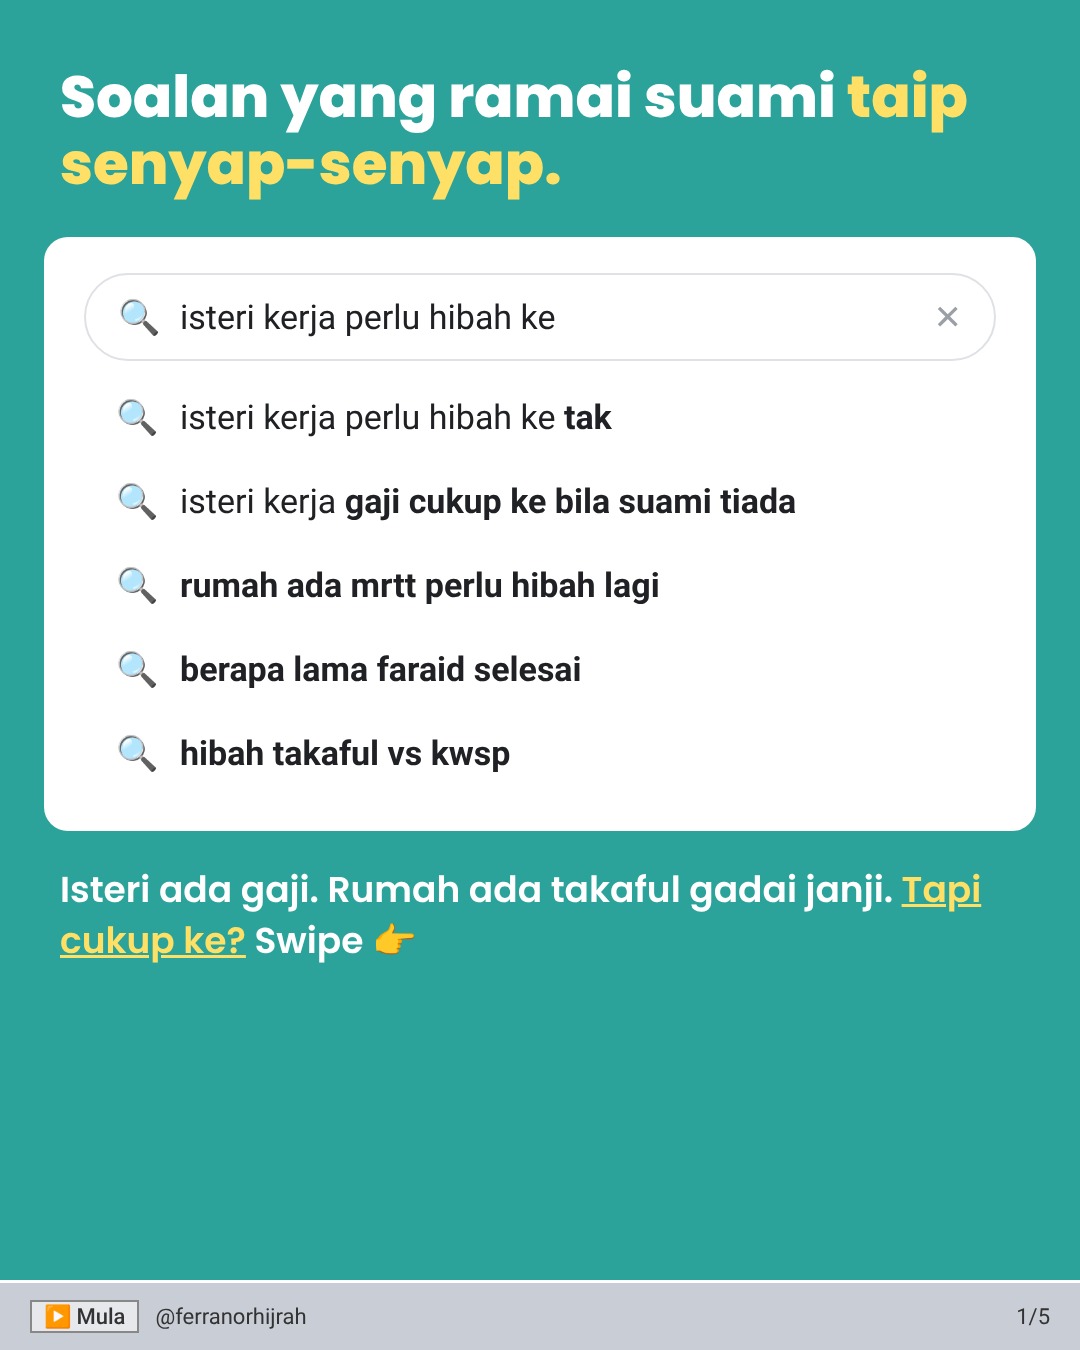 Soalan yang ramai suami taip
senyap-senyap.
isteri kerja perlu hibah ke
isteri kerja perlu hibah ke tak
isteri kerja gaji cukup ke bila suami tiada
rumah ada mrtt perlu hibah lagi
berapa lama faraid selesai
hibah takaful vs kwsp
Isteri ada gaji. Rumah ada takaful gadai janji. Tapi
cukup ke? Swipe 👉
Mula @ferranorhijrah 1/5